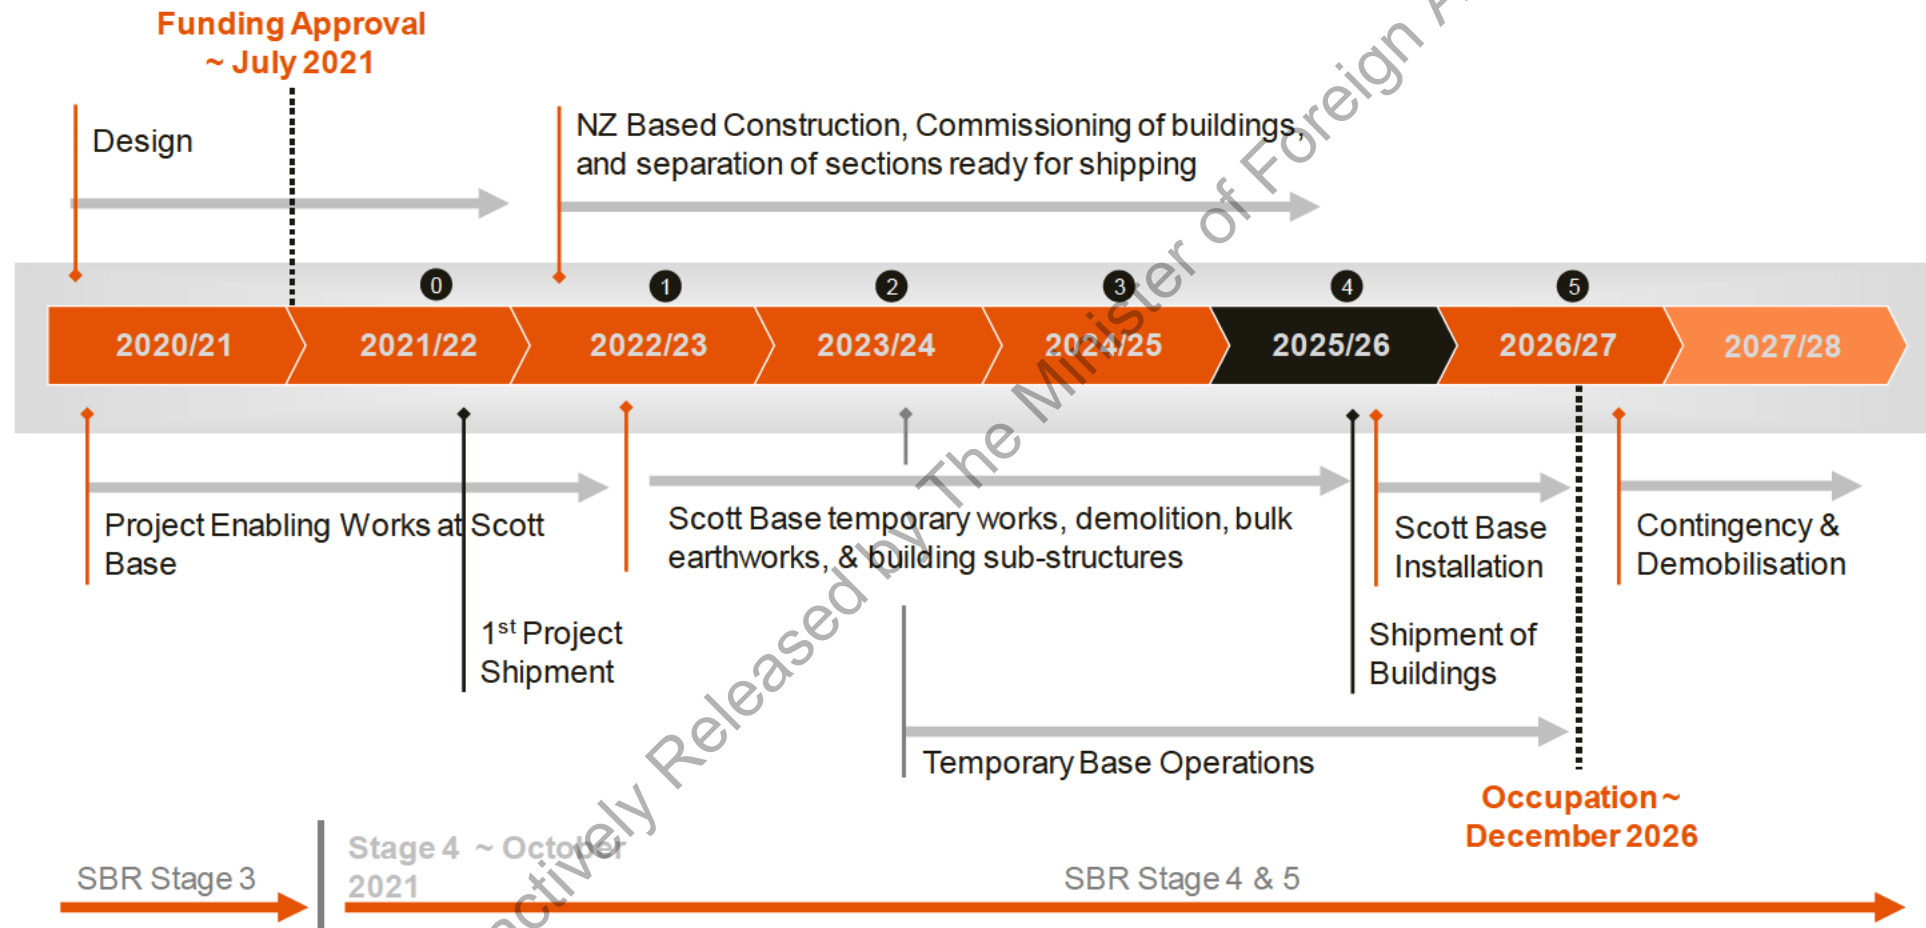 Funding Approval
~ July 2021
Design
NZ Based Construction, Commissioning of buildings,
and separation of sections ready for shipping
0
1
2
3
4
5
2020/21
2021/22
2022/23
2023/24
2024/25
2025/26
2026/27
2027/28
Project Enabling Works at Scott
Base
1st Project
Shipment
Scott Base temporary works, demolition, bulk
earthworks, & building sub-structures
Scott Base
Installation
Contingency &
Demobilisation
Shipment of
Buildings
Temporary Base Operations
Occupation ~
December 2026
SBR Stage 3
Stage 4 ~ October
2021
SBR Stage 4 & 5
Released by The Minister of Foreign